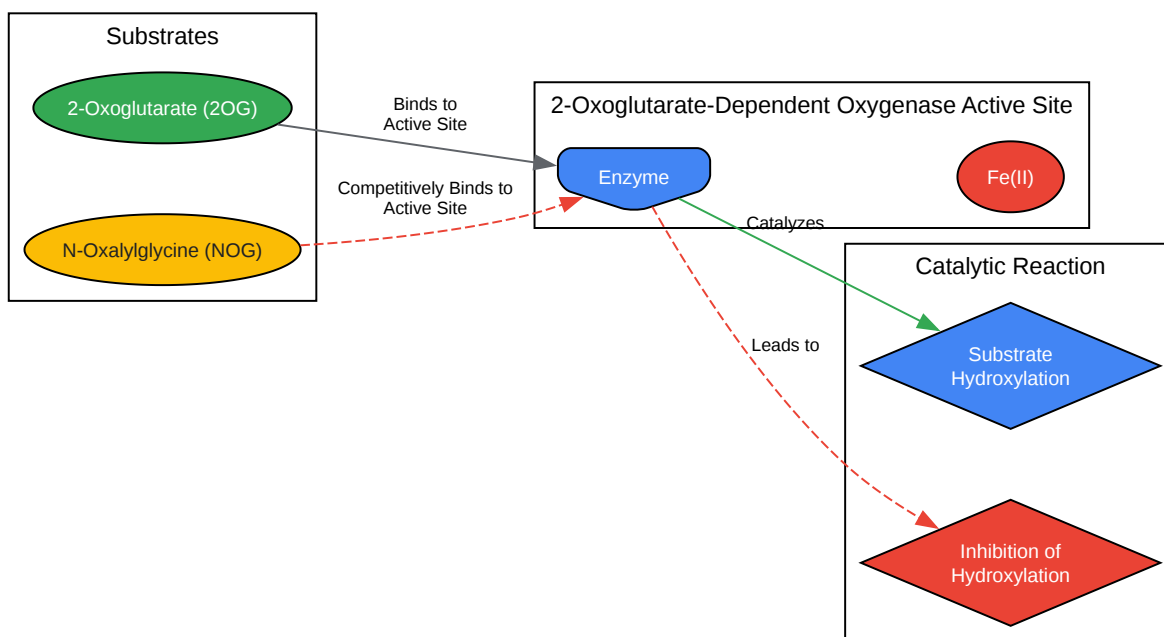 Substrates
2-Oxoglutarate (2OG)
N-Oxalylglycine (NOG)
Binds to
Active Site
Competitively Binds to
Active Site
2-Oxoglutarate-Dependent Oxygenase Active Site
Enzyme
Fe(II)
Catalyzes
Leads to
Catalytic Reaction
Substrate
Hydroxylation
Inhibition of
Hydroxylation